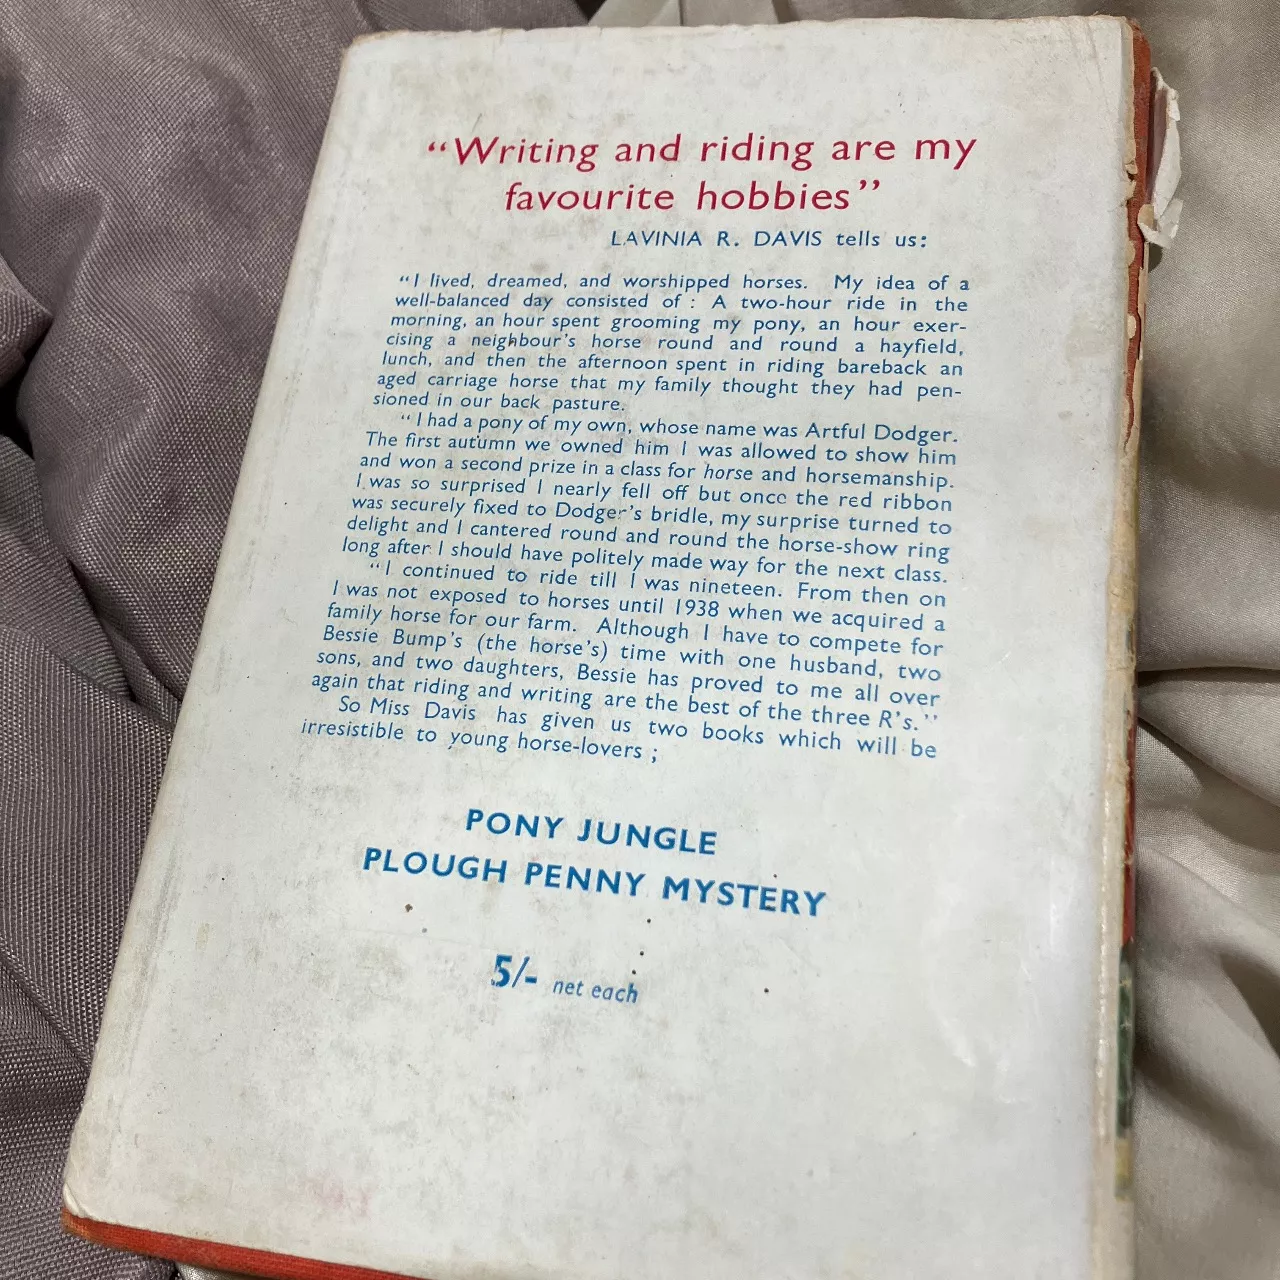 “Writing and riding are my
favourite hobbies”
LAVINIA R. DAVIS tells us:
“I lived, dreamed, and worshipped horses. My idea of a
well-balanced day consisted of : A two-hour ride in the
morning, an hour spent grooming my pony, an hour exer-
cising a neighbour’s horse round and round a hayfield,
lunch, and then the afternoon spent in riding bareback an
aged carriage horse that my family thought they had pen-
sioned in our back pasture.
“I had a pony of my own, whose name was Artful Dodger.
The first autumn we owned him I was allowed to show him
and won a second prize in a class for horse and horsemanship.
I was so surprised I nearly fell off but once the red ribbon
was securely fixed to Dodger’s bridle, my surprise turned to
delight and I cantered round and round the horse-show ring
long after I should have politely made way for the next class.
“I continued to ride till I was nineteen. From then on
I was not exposed to horses until 1938 when we acquired a
family horse for our farm. Although I have to compete for
Bessie Bump’s (the horse’s) time with one husband, two
sons, and two daughters, Bessie has proved to me all over
again that riding and writing are the best of the three R’s.”
So Miss Davis has given us two books which will be
irresistible to young horse-lovers ;
PONY JUNGLE
PLOUGH PENNY MYSTERY
5/- net each